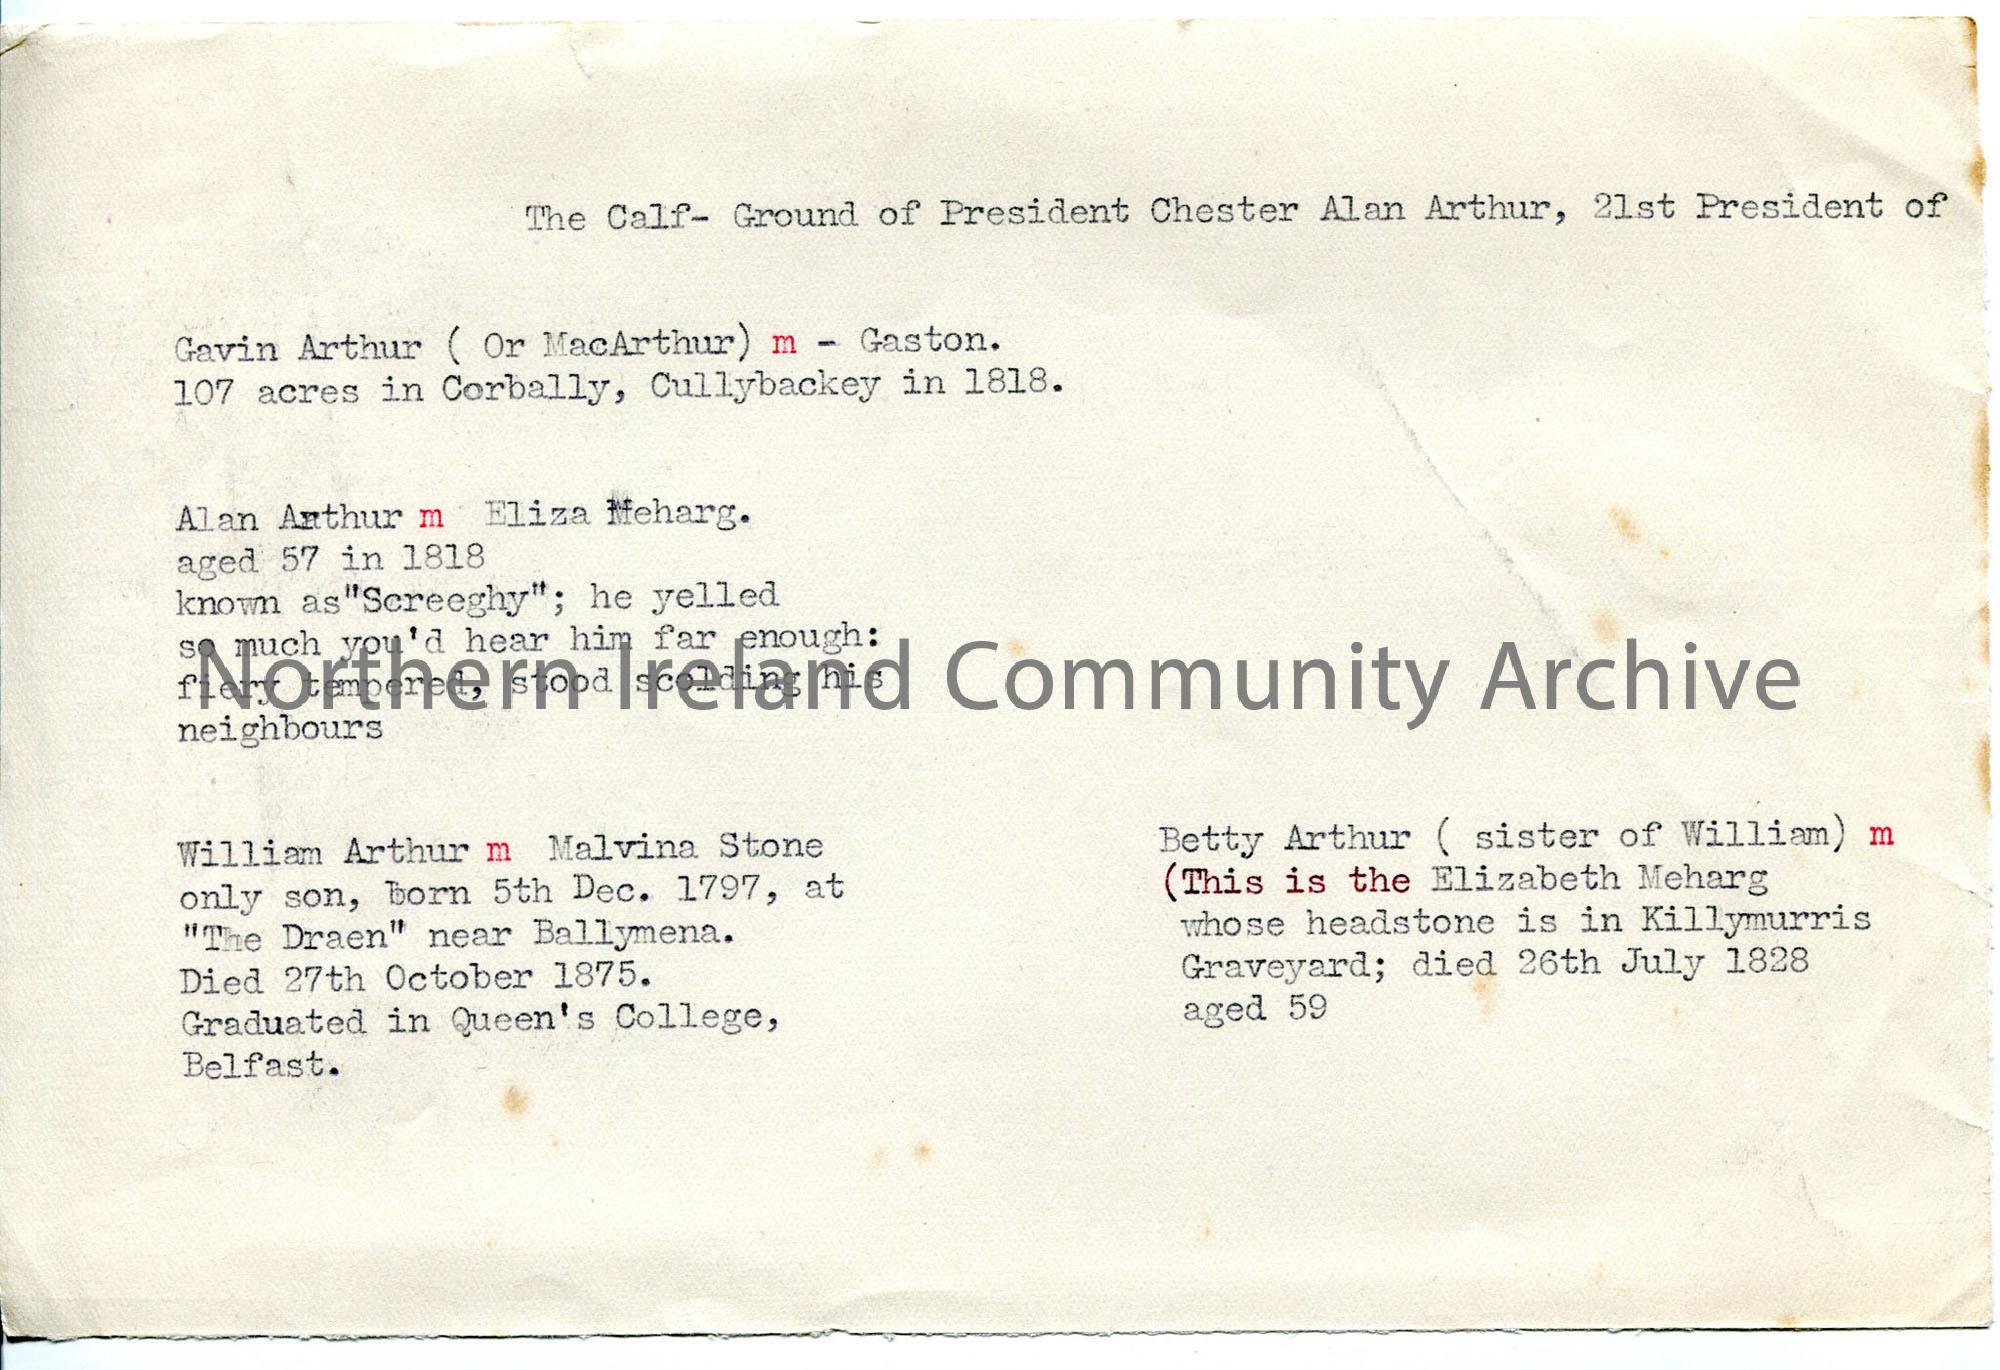 The Calf- Ground of President Chester Alan Arthur, 21st President of
Gavin Arthur ( Or MacArthur) m - Gaston.
107 acres in Corbally, Cullybackey in 1818.
Alan Arthur m Eliza Meharg.
aged 57 in 1818
known as"Screeghy"; he yelled
so much you'd hear him far enough:
fiery tempered, stood scolding his
neighbours
Northern Ireland Community Archive
William Arthur m Malvina Stone
only son, born 5th Dec. 1797, at
"The Draen" near Ballymena.
Died 27th October 1875.
Graduated in Queen's College,
Belfast.
Betty Arthur ( sister of William) m
(This is the Elizabeth Meharg
whose headstone is in Killymurris
Graveyard; died 26th July 1828
aged 59